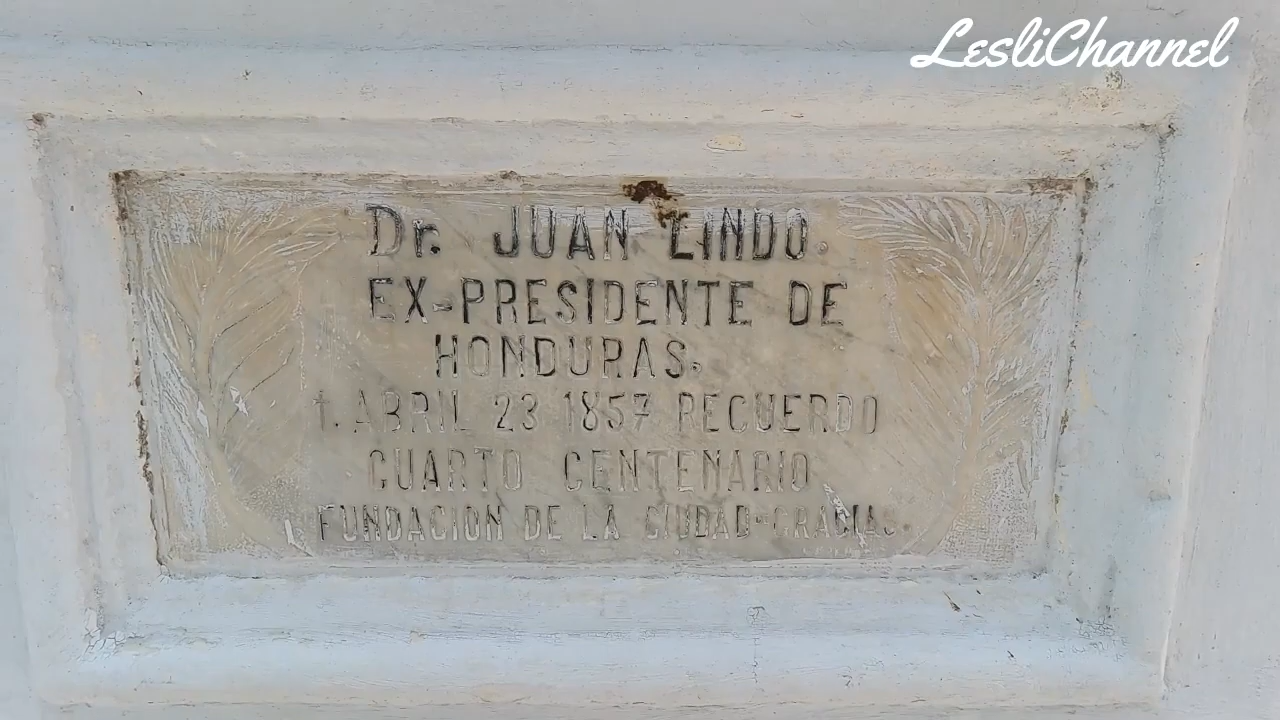 LesliChannel
Dr. JUAN LINDO.
EX-PRESIDENTE DE
HONDURAS.
†. ABRIL 23 1857 RECUERDO
CUARTO CENTENARIO
FUNDACION DE LA CIUDAD-GRACIAS.